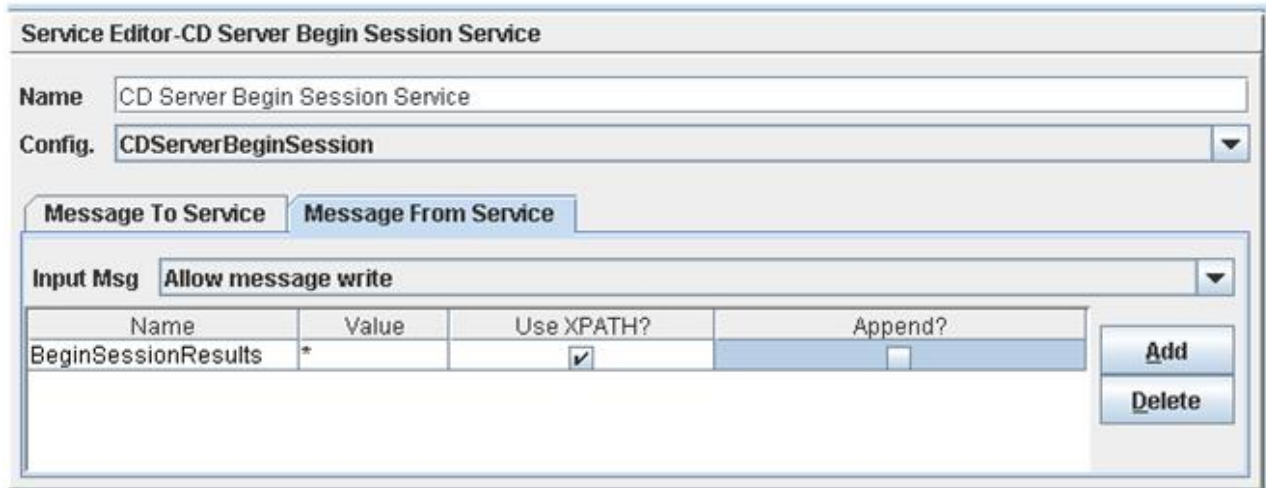 Service Editor-CD Server Begin Session Service
Name CD Server Begin Session Service
Config. CDServerBeginSession
Message To Service Message From Service
Input Msg Allow message write
Name Value Use XPATH? Append?
BeginSessionResults *
Add
Delete